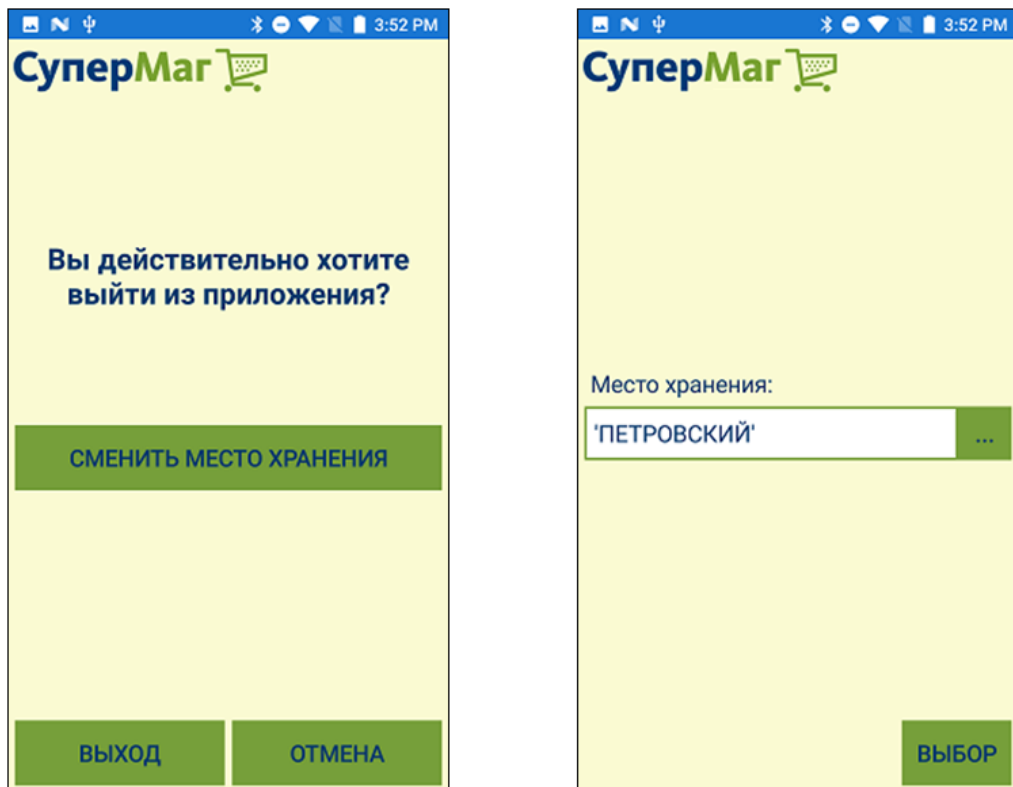 3:52 PM
СуперМаг
Вы действительно хотите
выйти из приложения?
СМЕНИТЬ МЕСТО ХРАНЕНИЯ
ВЫХОД
ОТМЕНА
3:52 PM
СуперМаг
Место хранения:
'ПЕТРОВСКИЙ'
...
ВЫБОР